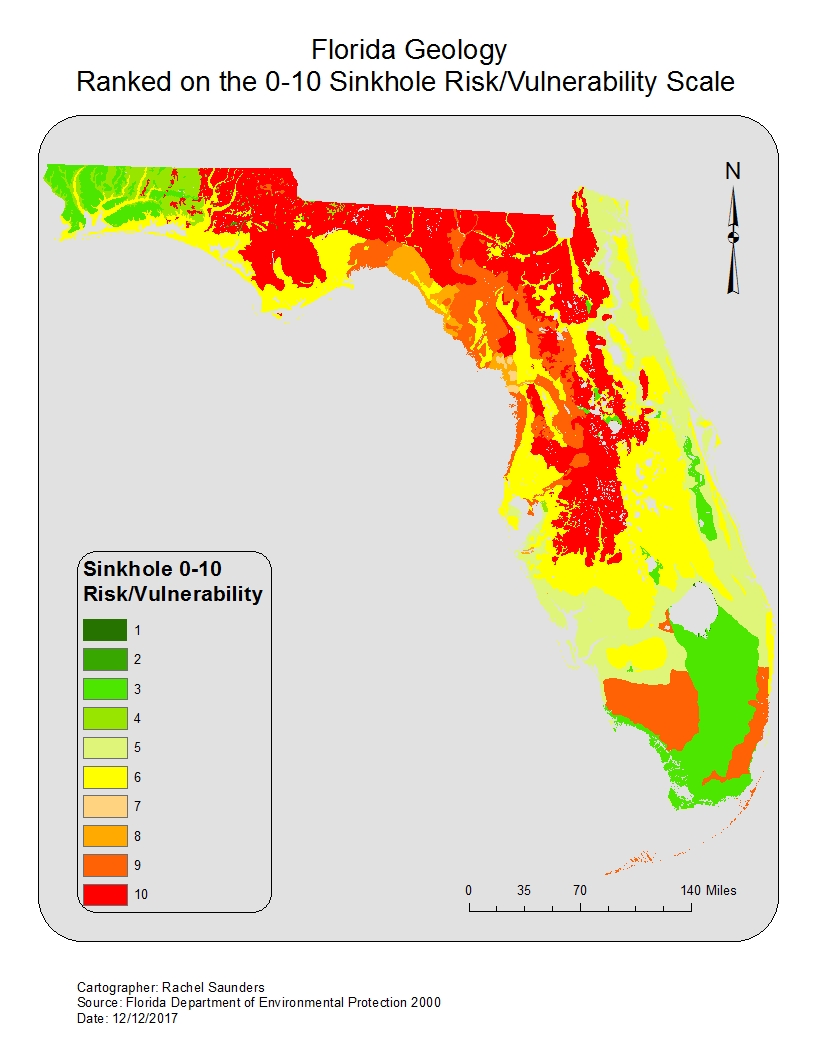 Florida Geology
Ranked on the 0-10 Sinkhole Risk/Vulnerability Scale
N
Sinkhole 0-10
Risk/Vulnerability
1
2
3
4
5
6
7
8
9
10
0 35 70 140 Miles
Cartographer: Rachel Saunders
Source: Florida Department of Environmental Protection 2000
Date: 12/12/2017